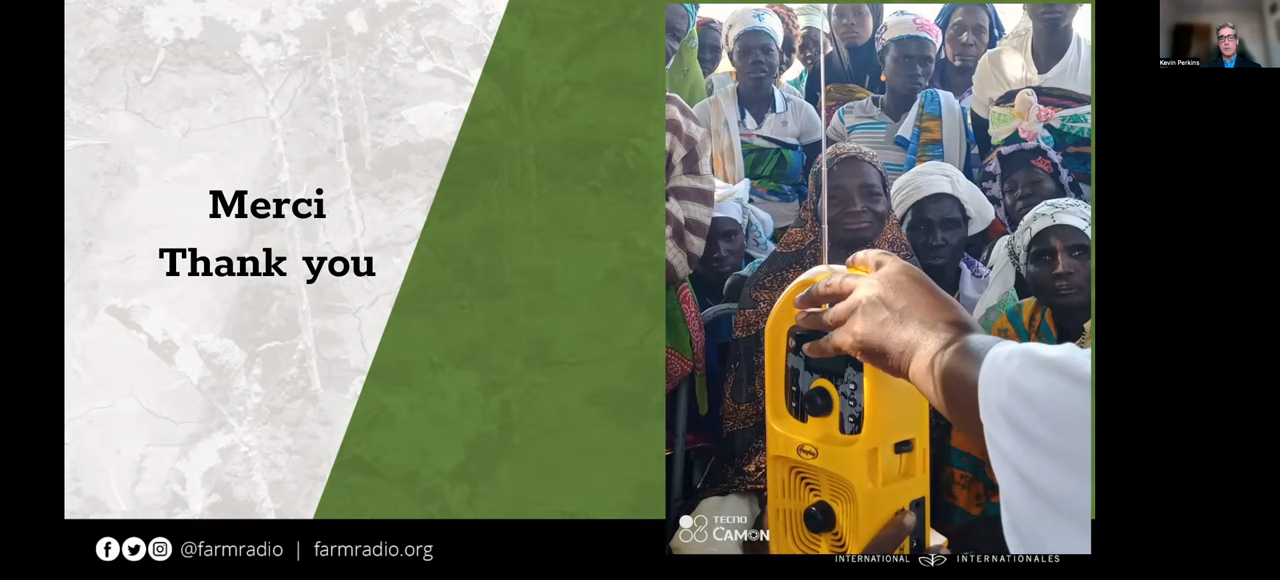 Merci
Thank you
@farmradio | farmradio.org
TECNO
CAMON
INTERNATIONAL INTERNATIONALES
Kevin Perkins